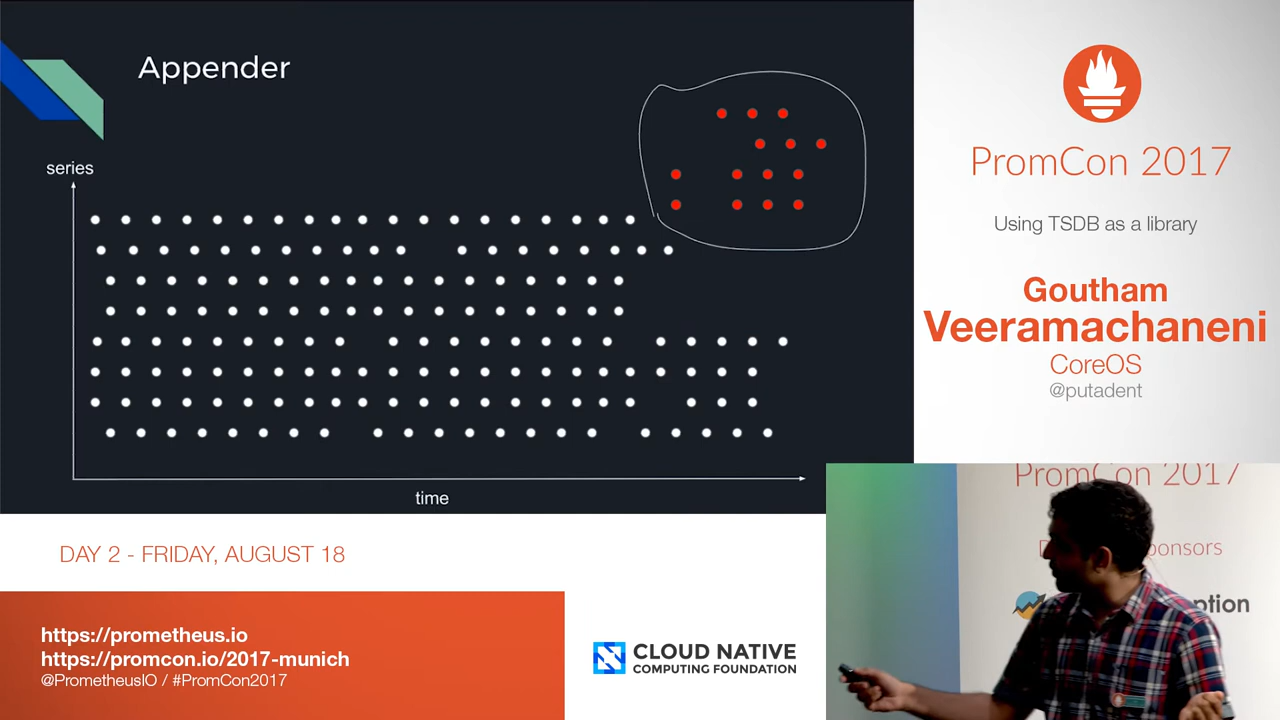 Appender
series
time
PromCon 2017
Using TSDB as a library
Goutham
Veeramachaneni
CoreOS
@putadent
DAY 2 - FRIDAY, AUGUST 18
https://prometheus.io
https://promcon.io/2017-munich
@PrometheusIO / #PromCon2017
CLOUD NATIVE
COMPUTING FOUNDATION
PromCon 2017